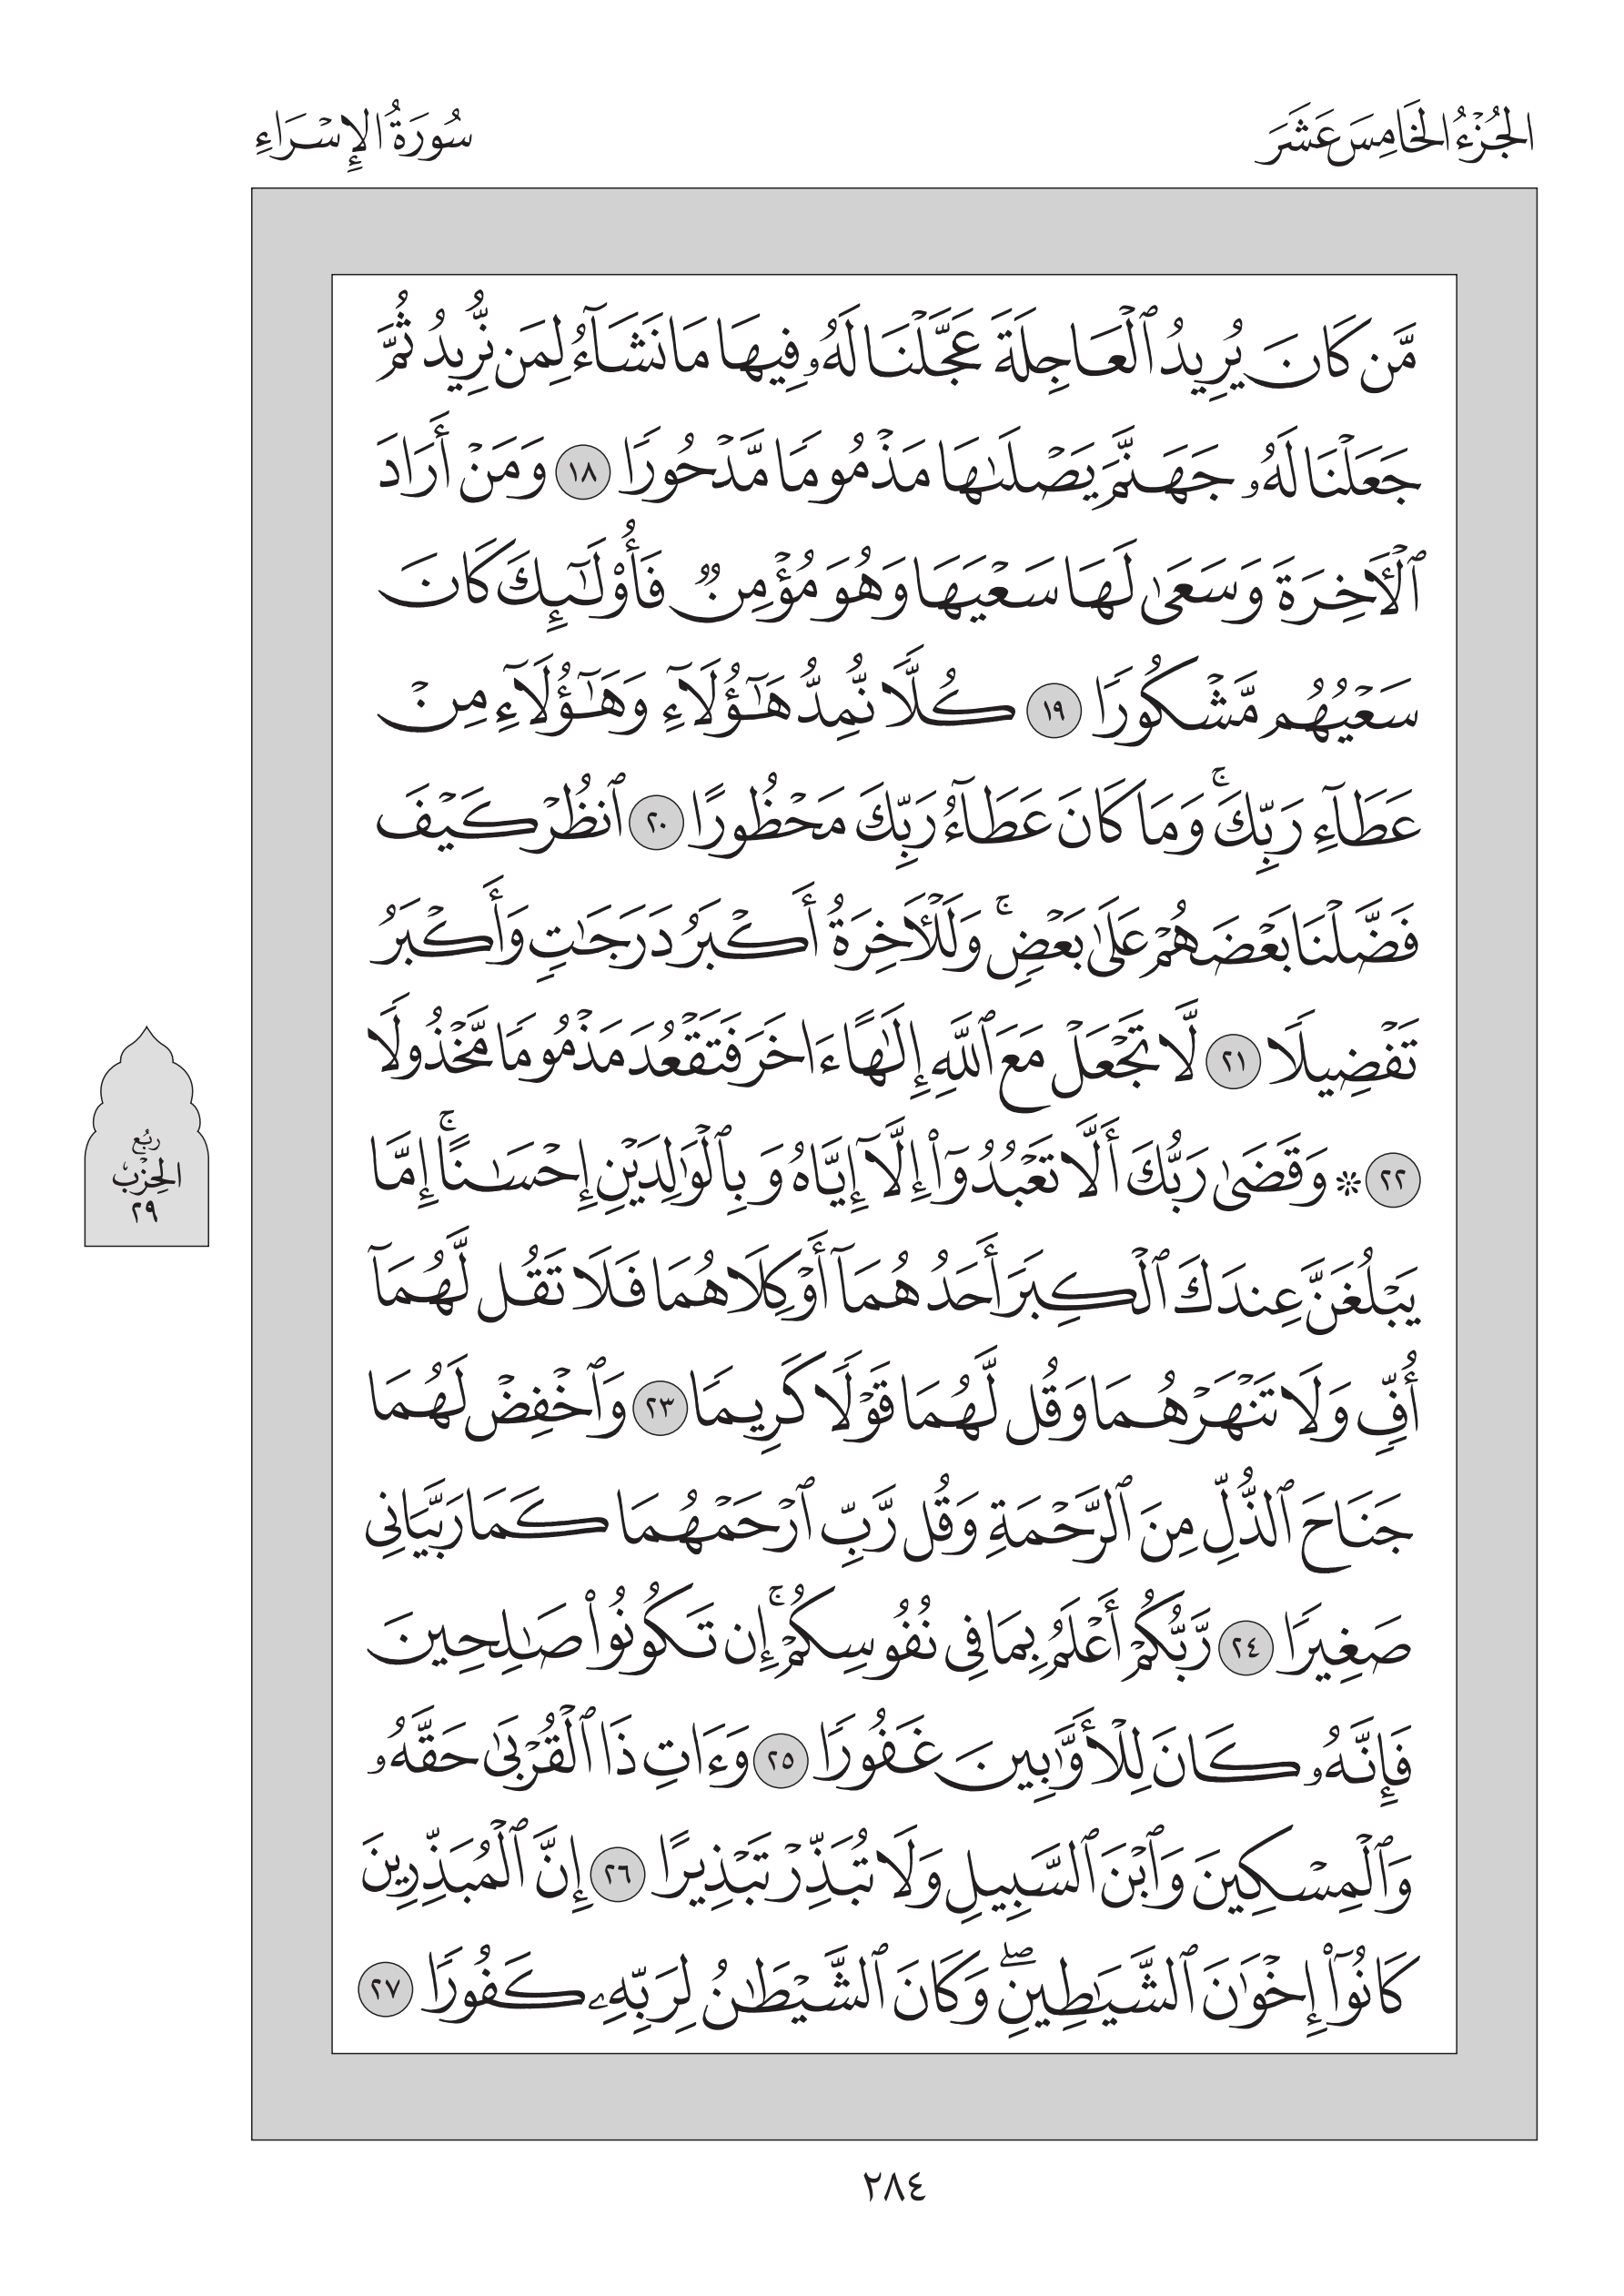 الجُزْءُ الخَامِسَ عَشَرَ
سُورَةُ الإِسْرَاءِ
مَّن كَانَ يُرِيدُ ٱلْعَاجِلَةَ عَجَّلْنَا لَهُۥ فِيهَا مَا نَشَآءُ لِمَن نُّرِيدُ ثُمَّ
جَعَلْنَا لَهُۥ جَهَنَّمَ يَصْلَىٰهَا مَذْمُومًا مَّدْحُورًا ١٨ وَمَنْ أَرَادَ
ٱلْأَخِرَةَ وَسَعَىٰ لَهَا سَعْيَهَا وَهُوَ مُؤْمِنٌ فَأُوْلَٰٓئِكَ كَانَ
سَعْيُهُم مَّشْكُورًا ١٩ كُلًّا نُّمِدُّ هَٰٓؤُلَآءِ وَهَٰٓؤُلَآءِ مِنْ
عَطَآءِ رَبِّكَۚ وَمَا كَانَ عَطَآءُ رَبِّكَ مَحْظُورًا ٢٠ ٱنظُرْ كَيْفَ
فَضَّلْنَا بَعْضَهُمْ عَلَىٰ بَعْضٍۚ وَلَلْأَخِرَةُ أَكْبَرُ دَرَجَٰتٍ وَأَكْبَرُ
تَفْضِيلًا ٢١ لَّا تَجْعَلْ مَعَ ٱللَّهِ إِلَٰهًا ءَاخَرَ فَتَقْعُدَ مَذْمُومًا مَّخْذُولًا
٢٢ ۞ وَقَضَىٰ رَبُّكَ أَلَّا تَعْبُدُوٓاْ إِلَّآ إِيَّاهُ وَبِٱلْوَٰلِدَيْنِ إِحْسَٰنًاۚ إِمَّا
يَبْلُغَنَّ عِندَكَ ٱلْكِبَرَ أَحَدُهُمَآ أَوْ كِلَاهُمَا فَلَا تَقُل لَّهُمَآ
أُفٍّ وَلَا تَنْهَرْهُمَا وَقُل لَّهُمَا قَوْلًا كَرِيمًا ٢٣ وَٱخْفِضْ لَهُمَا
جَنَاحَ ٱلذُّلِّ مِنَ ٱلرَّحْمَةِ وَقُل رَّبِّ ٱرْحَمْهُمَا كَمَا رَبَّيَانِى
صَغِيرًا ٢٤ رَّبُّكُمْ أَعْلَمُ بِمَا فِى نُفُوسِكُمْۚ إِن تَكُونُواْ صَٰلِحِينَ
فَإِنَّهُۥ كَانَ لِلْأَوَّٰبِينَ غَفُورًا ٢٥ وَءَاتِ ذَا ٱلْقُرْبَىٰ حَقَّهُۥ
وَٱلْمِسْكِينَ وَٱبْنَ ٱلسَّبِيلِ وَلَا تُبَذِّرْ تَبْذِيرًا ٢٦ إِنَّ ٱلْمُبَذِّرِينَ
كَانُوٓاْ إِخْوَٰنَ ٱلشَّيَٰطِينِۖ وَكَانَ ٱلشَّيْطَٰنُ لِرَبِّهِۦ كَفُورًا ٢٧
رُبع
الحِزْب
٢٩
٢٨٤